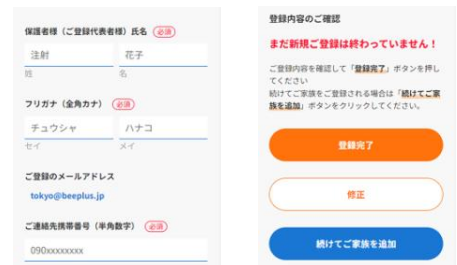 保護者様（ご登録代表者様）氏名 必須
注射 花子
姓 名
フリガナ（全角カナ） 必須
チュウシャ ハナコ
セイ メイ
ご登録のメールアドレス
tokyo@beeplus.jp
ご連絡先携帯番号（半角数字） 必須
090xxxxxxxx
登録内容のご確認
まだ新規ご登録は終わっていません！
ご登録内容を確認して「登録完了」ボタンを押し
てください
続けてご家族をご登録される場合は「続けてご家
族を追加」ボタンをクリックしてください。
登録完了
修正
続けてご家族を追加